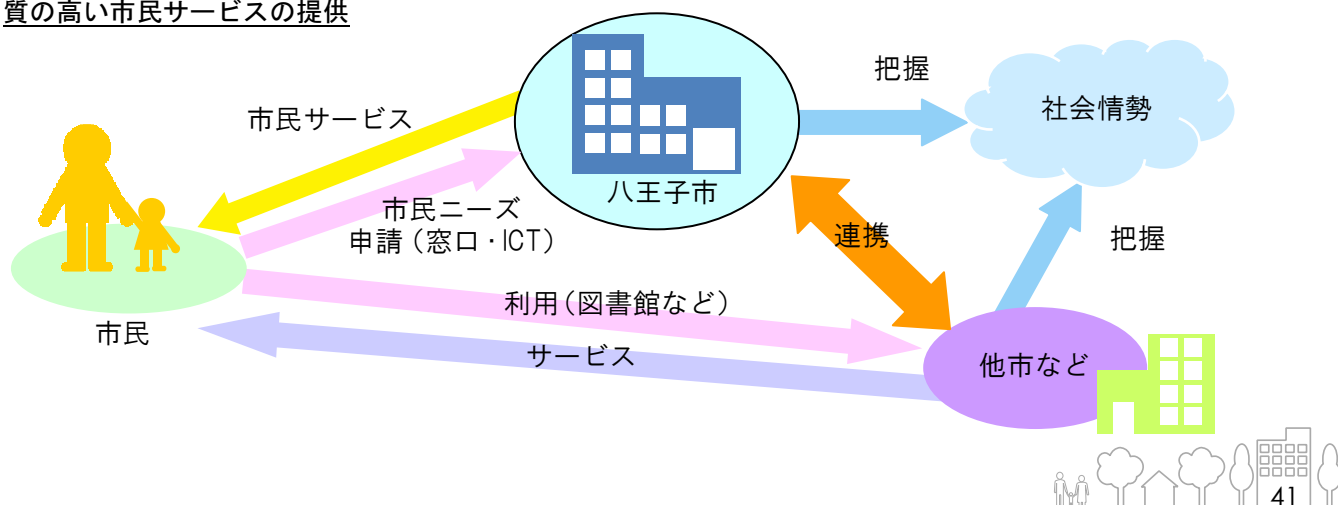 質の高い市民サービスの提供
把握
社会情勢
市民サービス
八王子市
市民ニーズ
申請（窓口・ICT）
連携
把握
利用（図書館など）
市民
サービス
他市など
41